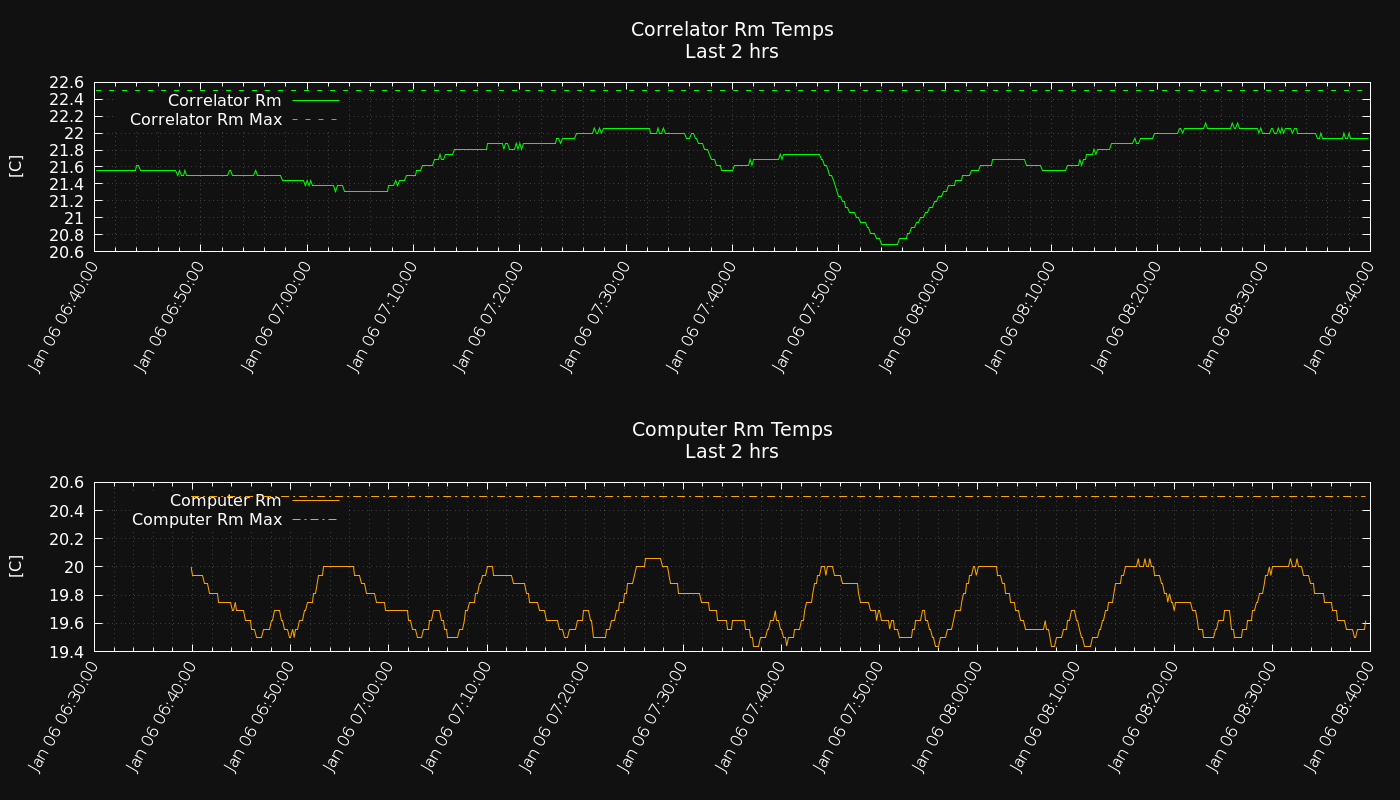 Correlator Rm Temps
Last 2 hrs
22.6
22.4
22.2
22
21.8
21.6
21.4
21.2
21
20.8
20.6
[C]
Correlator Rm
Correlator Rm Max
Jan 06 06:40:00
Jan 06 06:50:00
Jan 06 07:00:00
Jan 06 07:10:00
Jan 06 07:20:00
Jan 06 07:30:00
Jan 06 07:40:00
Jan 06 07:50:00
Jan 06 08:00:00
Jan 06 08:10:00
Jan 06 08:20:00
Jan 06 08:30:00
Jan 06 08:40:00
Computer Rm Temps
Last 2 hrs
20.6
20.4
20.2
20
19.8
19.6
19.4
[C]
Computer Rm
Computer Rm Max
Jan 06 06:30:00
Jan 06 06:40:00
Jan 06 06:50:00
Jan 06 07:00:00
Jan 06 07:10:00
Jan 06 07:20:00
Jan 06 07:30:00
Jan 06 07:40:00
Jan 06 07:50:00
Jan 06 08:00:00
Jan 06 08:10:00
Jan 06 08:20:00
Jan 06 08:30:00
Jan 06 08:40:00